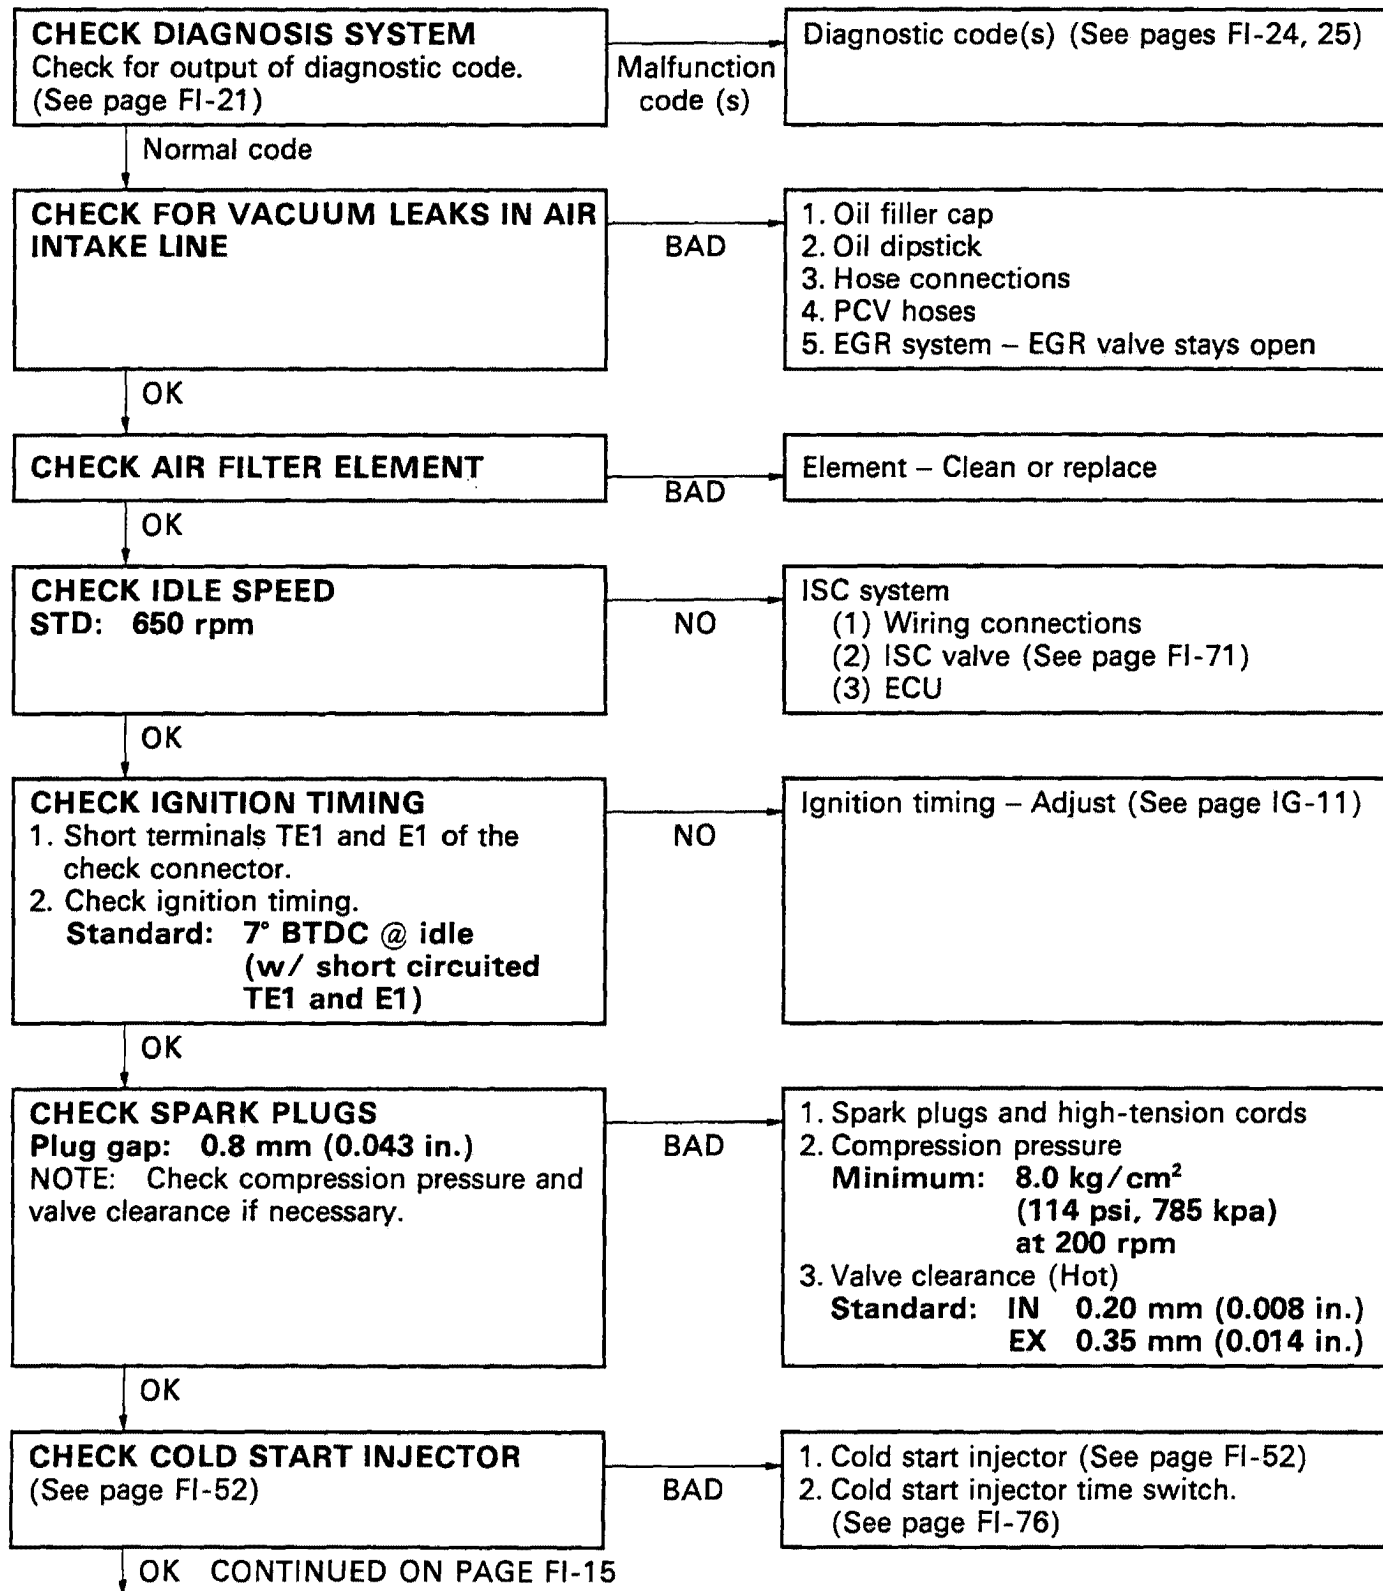 CHECK DIAGNOSIS SYSTEM
Check for output of diagnostic code.
(See page FI-21)
Malfunction
code (s)
Diagnostic code(s) (See pages FI-24, 25)
Normal code
CHECK FOR VACUUM LEAKS IN AIR
INTAKE LINE
BAD
1. Oil filler cap
2. Oil dipstick
3. Hose connections
4. PCV hoses
5. EGR system – EGR valve stays open
OK
CHECK AIR FILTER ELEMENT
BAD
Element – Clean or replace
OK
CHECK IDLE SPEED
STD: 650 rpm
NO
ISC system
(1) Wiring connections
(2) ISC valve (See page FI-71)
(3) ECU
OK
CHECK IGNITION TIMING
1. Short terminals TE1 and E1 of the
check connector.
2. Check ignition timing.
Standard: 7° BTDC @ idle
(w/ short circuited
TE1 and E1)
NO
Ignition timing – Adjust (See page IG-11)
OK
CHECK SPARK PLUGS
Plug gap: 0.8 mm (0.043 in.)
NOTE: Check compression pressure and
valve clearance if necessary.
BAD
1. Spark plugs and high-tension cords
2. Compression pressure
Minimum: 8.0 kg/cm²
(114 psi, 785 kpa)
at 200 rpm
3. Valve clearance (Hot)
Standard: IN 0.20 mm (0.008 in.)
EX 0.35 mm (0.014 in.)
OK
CHECK COLD START INJECTOR
(See page FI-52)
BAD
1. Cold start injector (See page FI-52)
2. Cold start injector time switch.
(See page FI-76)
OK CONTINUED ON PAGE FI-15